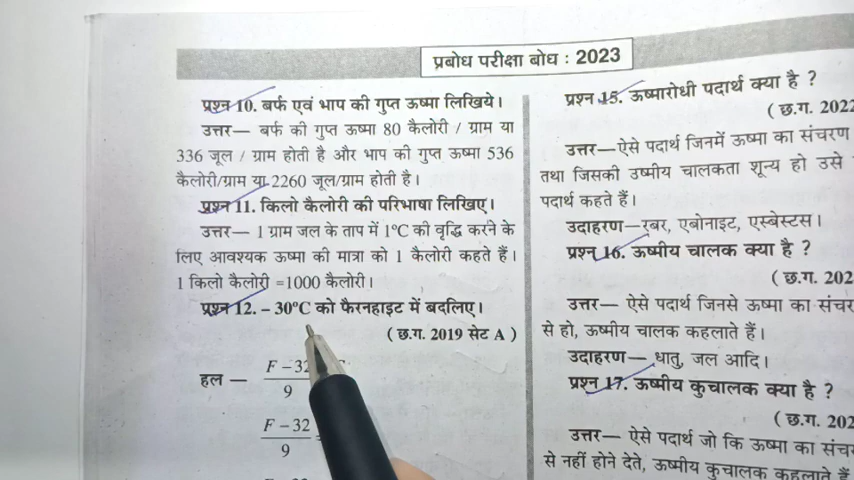 प्रबोध परीक्षा बोध : 2023
प्रश्न 10. बर्फ एवं भाप की गुप्त ऊष्मा लिखिये।
उत्तर— बर्फ की गुप्त ऊष्मा 80 कैलोरी / ग्राम या
336 जूल / ग्राम होती है और भाप की गुप्त ऊष्मा 536
कैलोरी/ग्राम या 2260 जूल/ग्राम होती है।
प्रश्न 11. किलो कैलोरी की परिभाषा लिखिए।
उत्तर— 1 ग्राम जल के ताप में 1°C की वृद्धि करने के
लिए आवश्यक ऊष्मा की मात्रा को 1 कैलोरी कहते हैं।
1 किलो कैलोरी =1000 कैलोरी।
प्रश्न 12. – 30°C को फैरनहाइट में बदलिए।
( छ.ग. 2019 सेट A )
हल —
F – 32
9
F – 32
9
प्रश्न 15. ऊष्मारोधी पदार्थ क्या है ?
( छ.ग. 2022
उत्तर—ऐसे पदार्थ जिनमें ऊष्मा का संचरण
तथा जिसकी उष्मीय चालकता शून्य हो उसे
पदार्थ कहते हैं।
उदाहरण—रबर, एबोनाइट, एस्बेस्टस।
प्रश्न 16. ऊष्मीय चालक क्या है ?
( छ.ग. 202
उत्तर— ऐसे पदार्थ जिनसे ऊष्मा का संचर
से हो, ऊष्मीय चालक कहलाते हैं।
उदाहरण— धातु, जल आदि।
प्रश्न 17. ऊष्मीय कुचालक क्या है ?
( छ.ग. 202
उत्तर— ऐसे पदार्थ जो कि ऊष्मा का संच
से नहीं होने देते, ऊष्मीय कुचालक कहलाते हैं